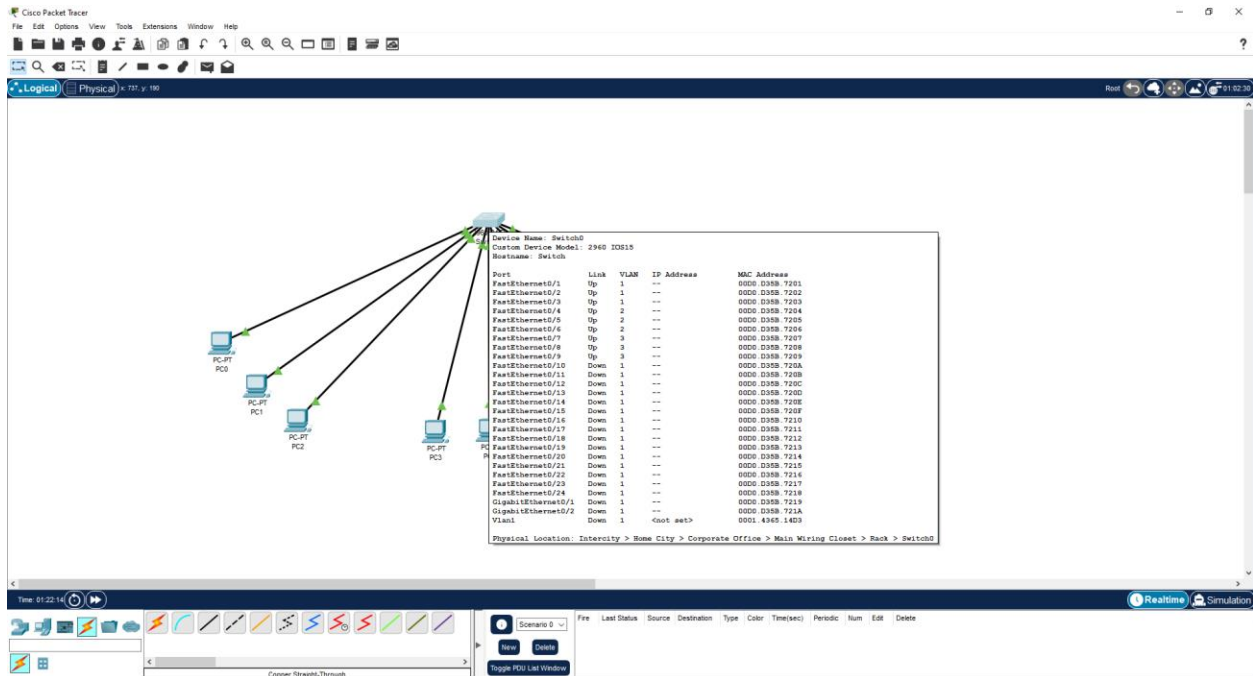 Cisco Packet Tracer
File Edit Options View Tools Extensions Window Help
?
Logical Physical x: 737, y: 190 Root 01:02:30
Device Name: Switch0
Custom Device Model: 2960 IOS15
Hostname: Switch
Port Link VLAN IP Address MAC Address
FastEthernet0/1 Up 1 -- 00D0.D35B.7201
FastEthernet0/2 Up 1 -- 00D0.D35B.7202
FastEthernet0/3 Up 1 -- 00D0.D35B.7203
FastEthernet0/4 Up 2 -- 00D0.D35B.7204
FastEthernet0/5 Up 2 -- 00D0.D35B.7205
FastEthernet0/6 Up 2 -- 00D0.D35B.7206
FastEthernet0/7 Up 3 -- 00D0.D35B.7207
FastEthernet0/8 Up 3 -- 00D0.D35B.7208
FastEthernet0/9 Up 3 -- 00D0.D35B.7209
FastEthernet0/10 Down 1 -- 00D0.D35B.720A
FastEthernet0/11 Down 1 -- 00D0.D35B.720B
FastEthernet0/12 Down 1 -- 00D0.D35B.720C
FastEthernet0/13 Down 1 -- 00D0.D35B.720D
FastEthernet0/14 Down 1 -- 00D0.D35B.720E
FastEthernet0/15 Down 1 -- 00D0.D35B.720F
FastEthernet0/16 Down 1 -- 00D0.D35B.7210
FastEthernet0/17 Down 1 -- 00D0.D35B.7211
FastEthernet0/18 Down 1 -- 00D0.D35B.7212
FastEthernet0/19 Down 1 -- 00D0.D35B.7213
FastEthernet0/20 Down 1 -- 00D0.D35B.7214
FastEthernet0/21 Down 1 -- 00D0.D35B.7215
FastEthernet0/22 Down 1 -- 00D0.D35B.7216
FastEthernet0/23 Down 1 -- 00D0.D35B.7217
FastEthernet0/24 Down 1 -- 00D0.D35B.7218
GigabitEthernet0/1 Down 1 -- 00D0.D35B.7219
GigabitEthernet0/2 Down 1 -- 00D0.D35B.721A
Vlan1 Down 1 <not set> 0001.4365.14D3
Physical Location: Intercity > Home City > Corporate Office > Main Wiring Closet > Rack > Switch0
PC-PT
PC0
PC-PT
PC1
PC-PT
PC2
PC-PT
PC3
Time: 01:22:14 Realtime Simulation
Scenario 0
New Delete
Toggle PDU List Window
Fire Last Status Source Destination Type Color Time(sec) Periodic Num Edit Delete
Copper Straight-Through